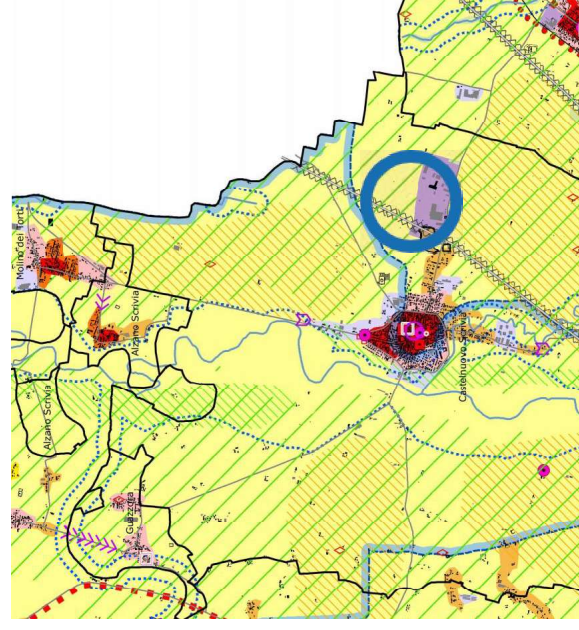 Molino dei Torti
Alzano Scrivia
Castelnuovo Scrivia
Alzano Scrivia
Guazzora